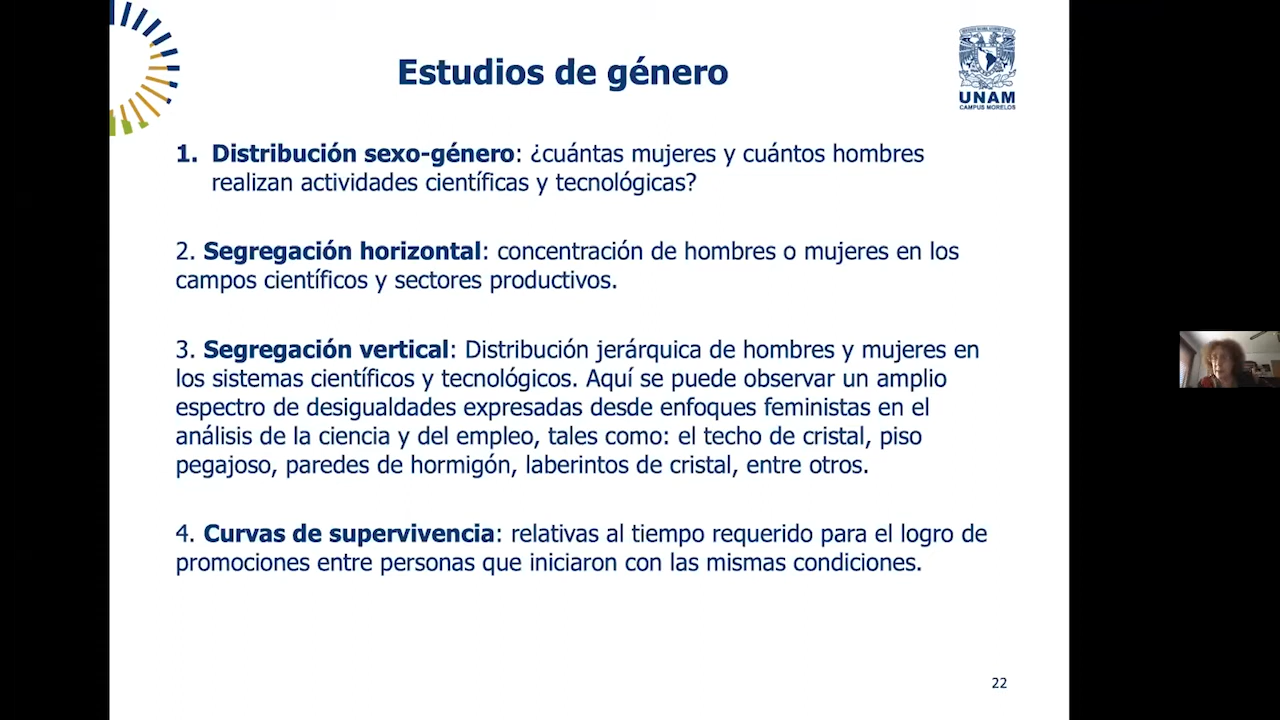 Estudios de género
UNAM
CAMPUS MORELOS
1. Distribución sexo-género: ¿cuántas mujeres y cuántos hombres
realizan actividades científicas y tecnológicas?
2. Segregación horizontal: concentración de hombres o mujeres en los
campos científicos y sectores productivos.
3. Segregación vertical: Distribución jerárquica de hombres y mujeres en
los sistemas científicos y tecnológicos. Aquí se puede observar un amplio
espectro de desigualdades expresadas desde enfoques feministas en el
análisis de la ciencia y del empleo, tales como: el techo de cristal, piso
pegajoso, paredes de hormigón, laberintos de cristal, entre otros.
4. Curvas de supervivencia: relativas al tiempo requerido para el logro de
promociones entre personas que iniciaron con las mismas condiciones.
22